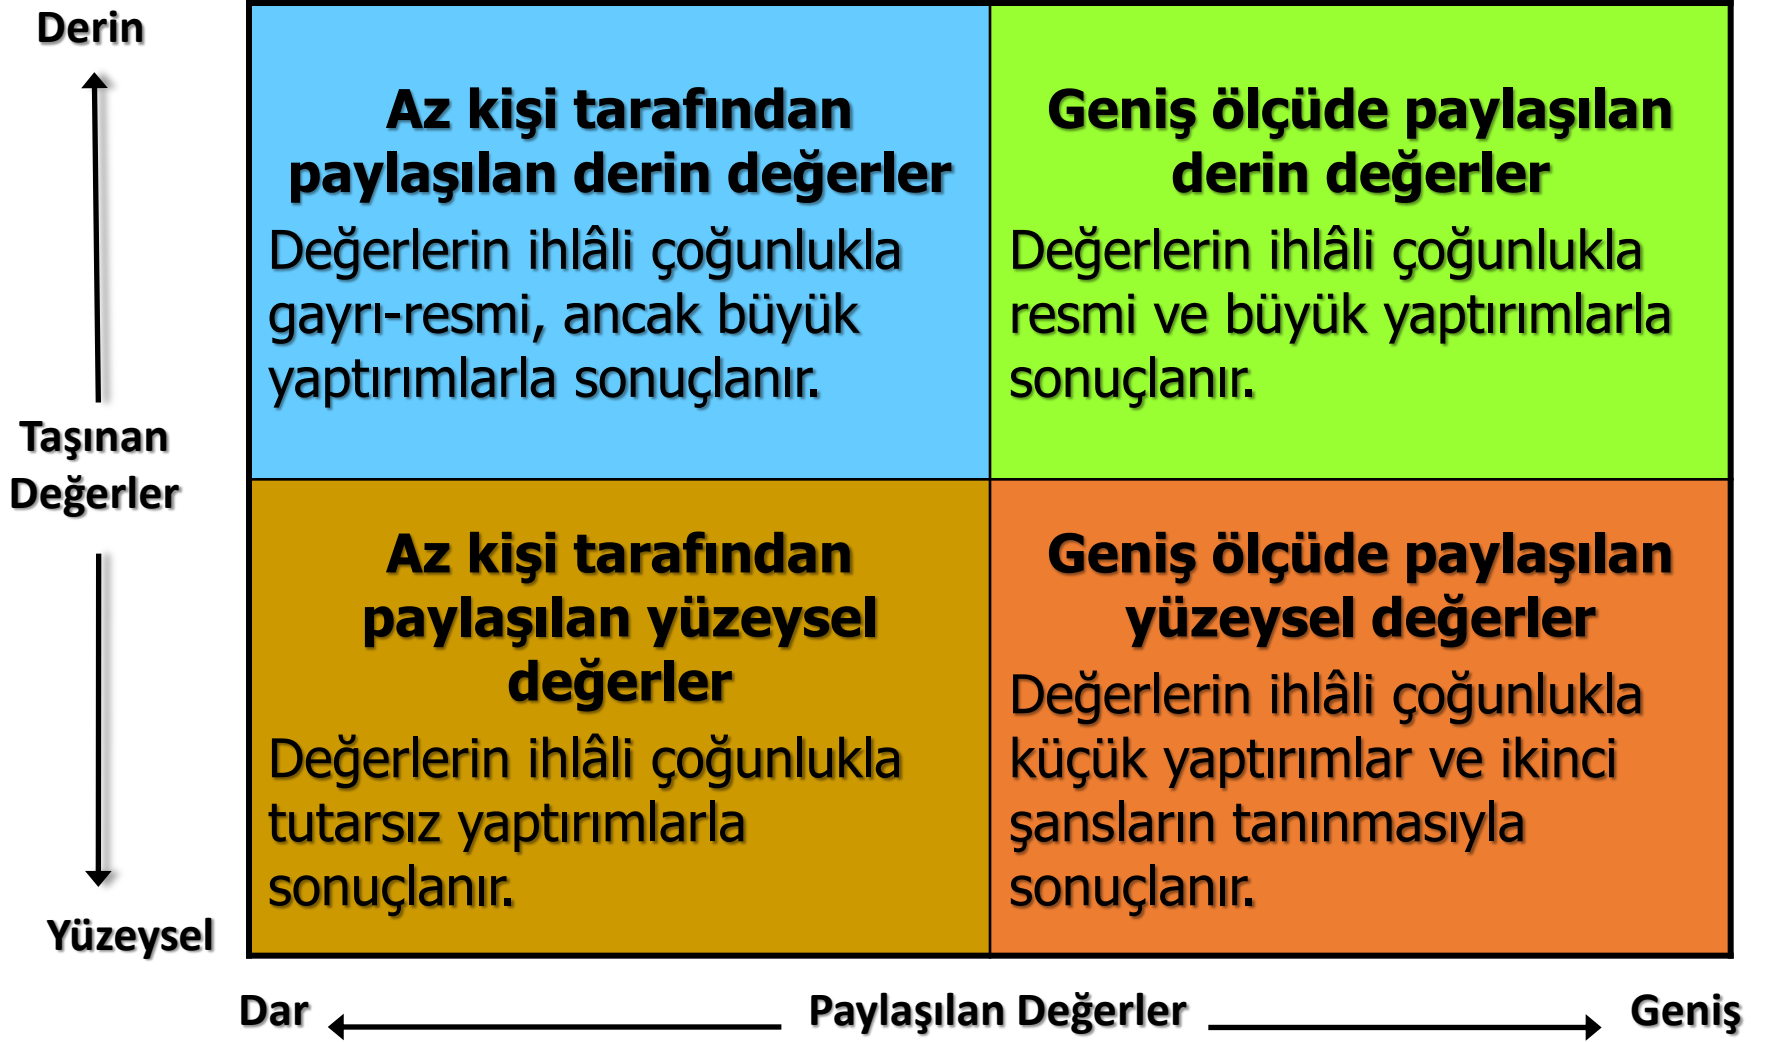 Derin
Az kişi tarafından
paylaşılan derin değerler
Değerlerin ihlâli çoğunlukla
gayrı-resmi, ancak büyük
yaptırımlarla sonuçlanır.
Geniş ölçüde paylaşılan
derin değerler
Değerlerin ihlâli çoğunlukla
resmi ve büyük yaptırımlarla
sonuçlanır.
Taşınan
Değerler
Az kişi tarafından
paylaşılan yüzeysel
değerler
Değerlerin ihlâli çoğunlukla
tutarsız yaptırımlarla
sonuçlanır.
Geniş ölçüde paylaşılan
yüzeysel değerler
Değerlerin ihlâli çoğunlukla
küçük yaptırımlar ve ikinci
şansların tanınmasıyla
sonuçlanır.
Yüzeysel
Dar
Paylaşılan Değerler
Geniş